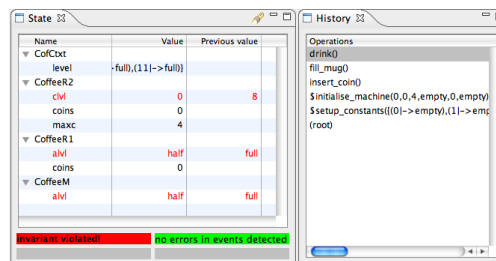 State
Name Value Previous value
CofCtxt
level full),(11|->full)}
CoffeeR2
clvl 0 8
coins 0
maxc 4
CoffeeR1
alvl half full
coins 0
CoffeeM
alvl half full
invariant violated!
no errors in events detected
History
Operations
drink()
fill_mug()
insert_coin()
$initialise_machine(0,0,4,empty,0,empty)
$setup_constants({(0|->empty),(1|->emp
(root)